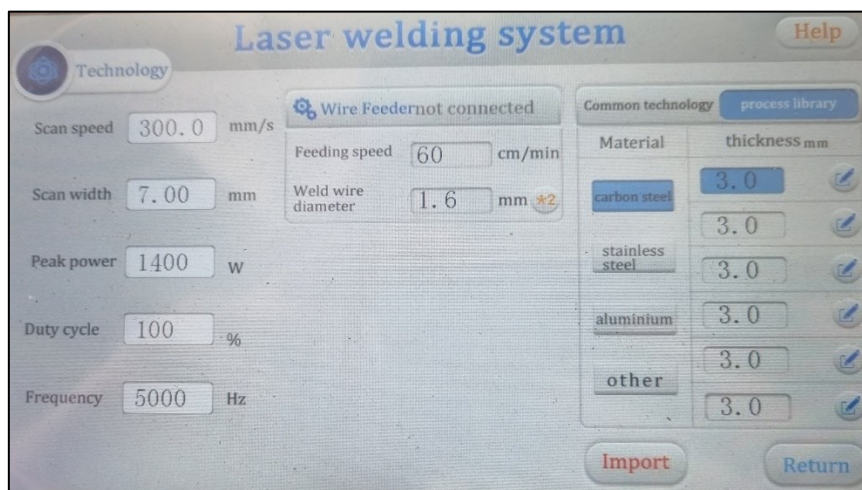 Laser welding system
Help
Technology
Scan speed 300.0 mm/s
Scan width 7.00 mm
Peak power 1400 W
Duty cycle 100 %
Frequency 5000 Hz
Wire Feedernot connected
Feeding speed 60 cm/min
Weld wire
diameter 1.6 mm *2
Common technology process library
Material thickness mm
carbon steel
stainless
steel
aluminium
other
3.0
3.0
3.0
3.0
3.0
3.0
Import
Return